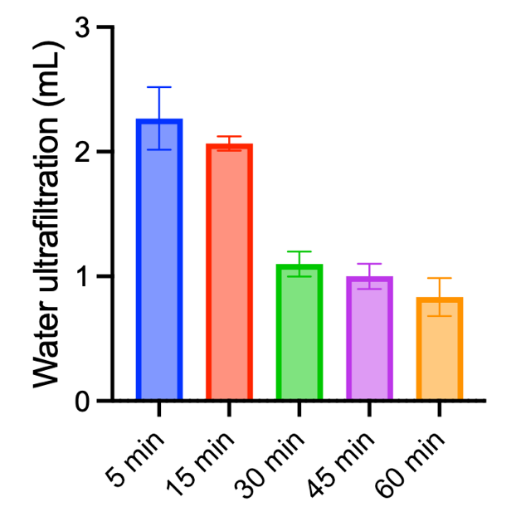 Water ultrafiltration (mL)
3
2
1
0
5 min
15 min
30 min
45 min
60 min